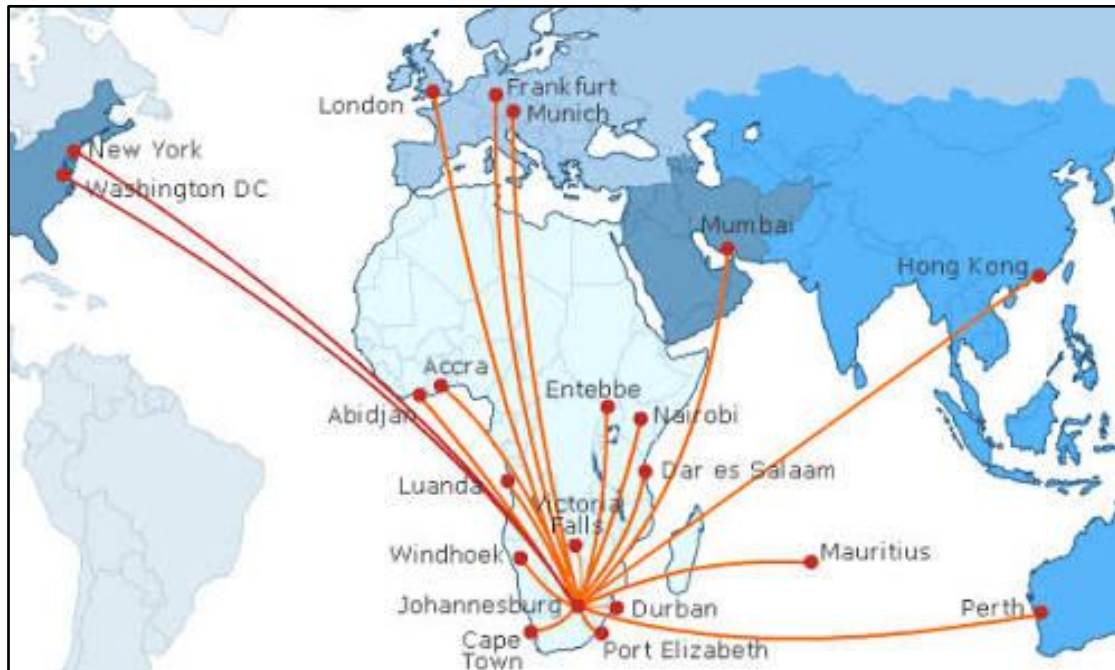 London
Frankfurt
Munich
New York
Washington DC
Mumbai
Hong Kong
Accra
Abidjan
Entebbe
Nairobi
Luanda
Dar es Salaam
Victoria
Falls
Windhoek
Mauritius
Johannesburg
Durban
Perth
Cape
Town
Port Elizabeth